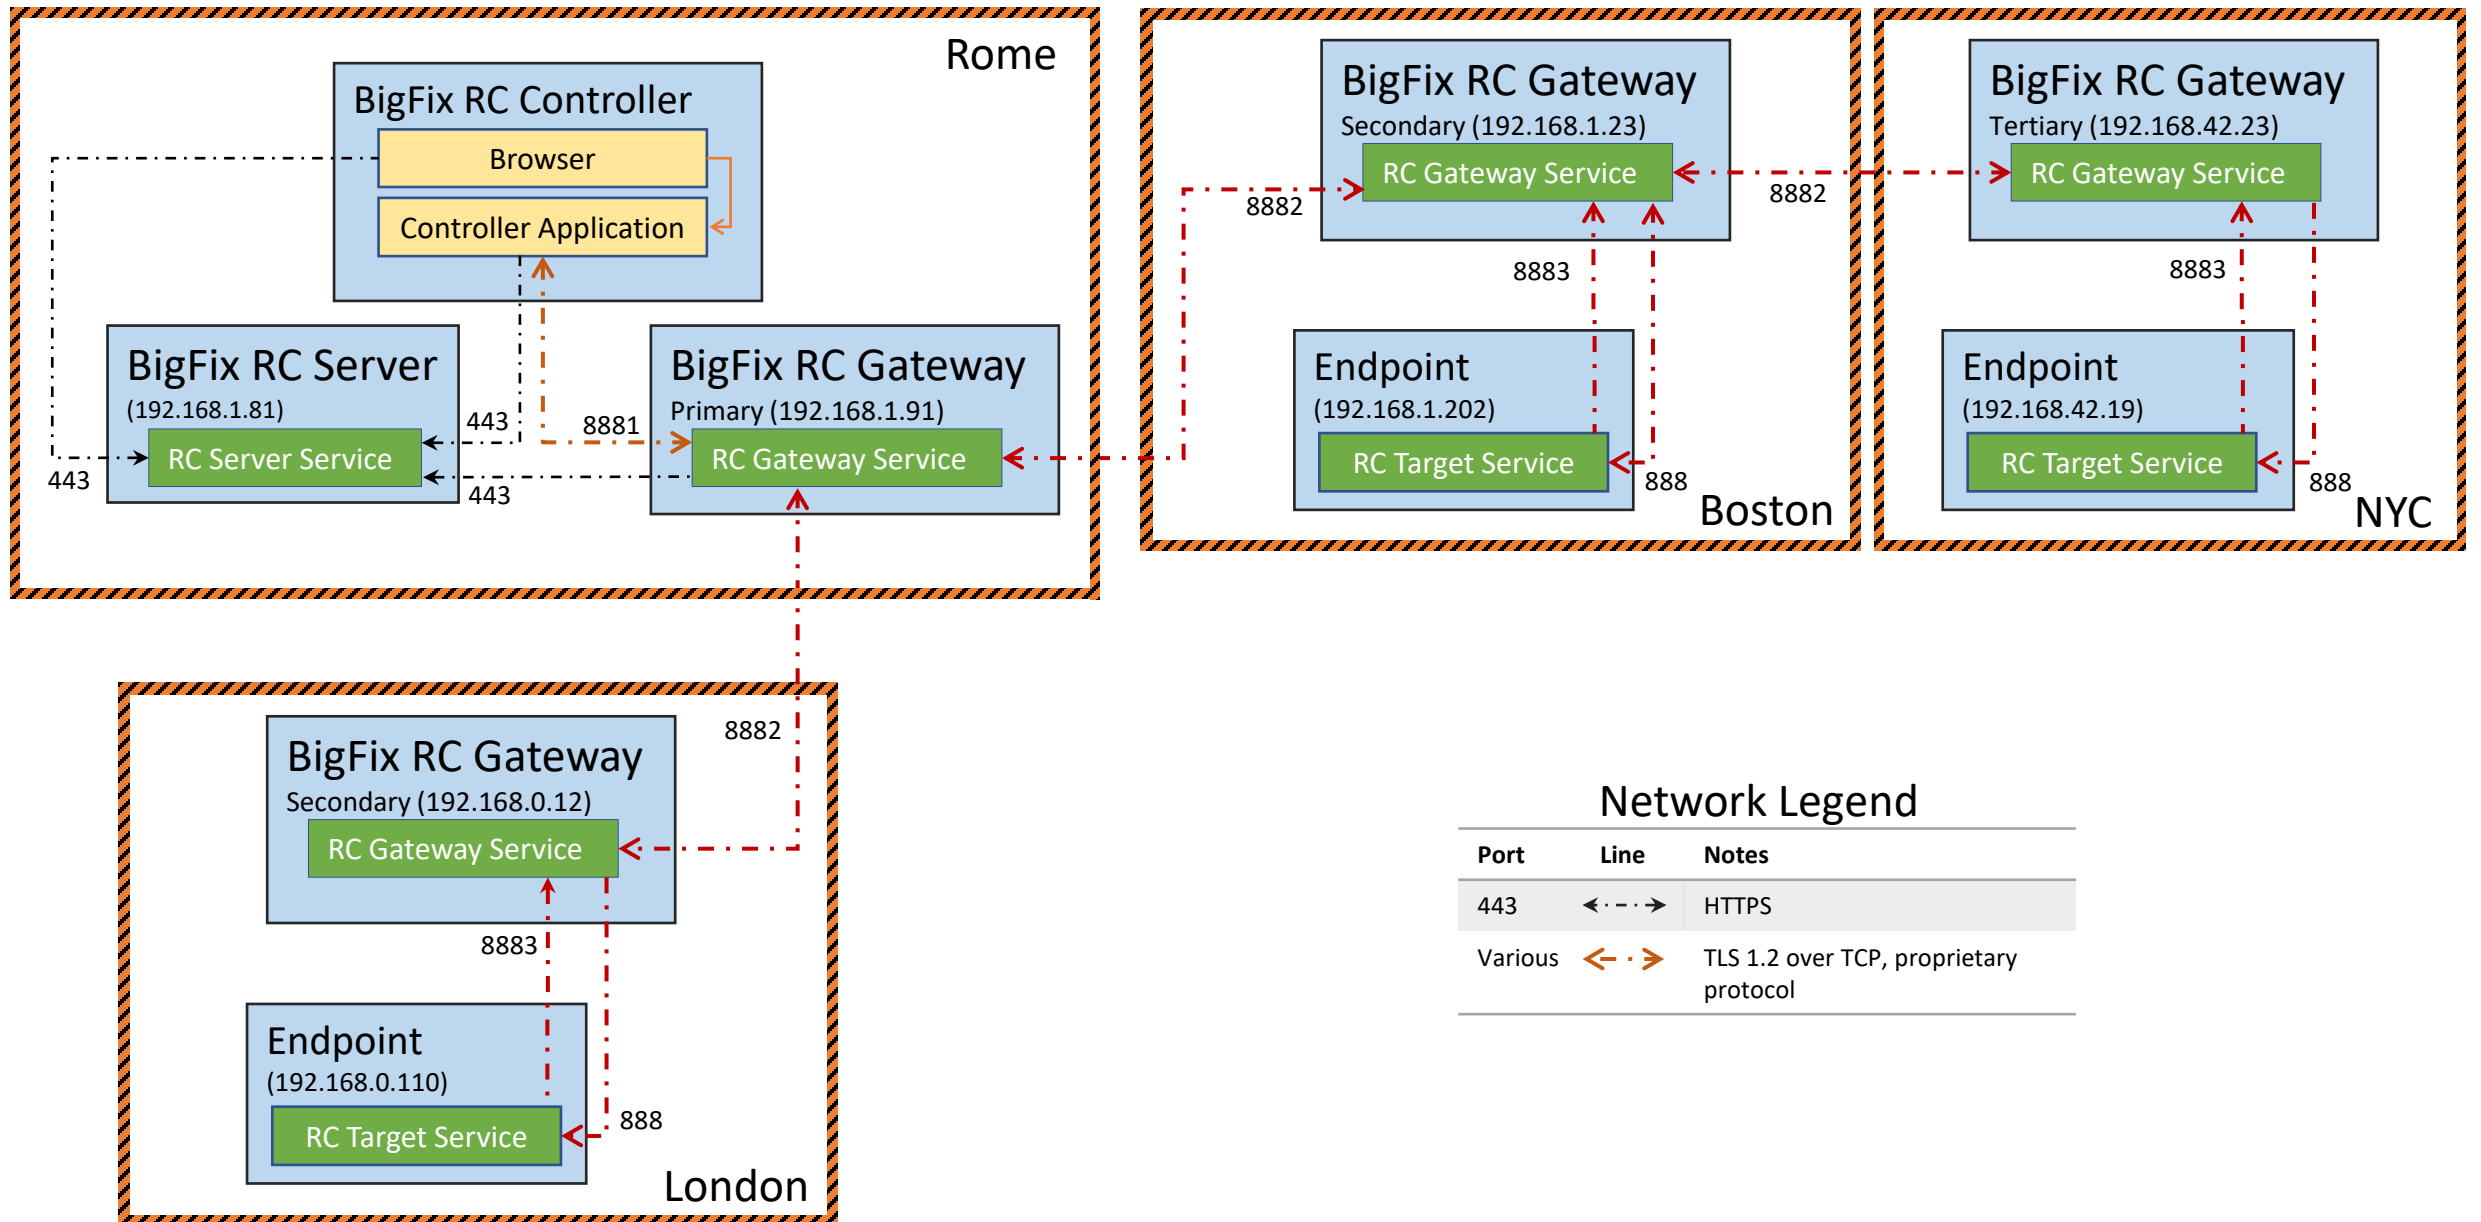 Rome
BigFix RC Controller
Browser
Controller Application
BigFix RC Server
(192.168.1.81)
RC Server Service
443
443
443
8881
BigFix RC Gateway
Primary (192.168.1.91)
RC Gateway Service
BigFix RC Gateway
Secondary (192.168.1.23)
RC Gateway Service
8882
8882
8883
Endpoint
(192.168.1.202)
RC Target Service
888
Boston
BigFix RC Gateway
Tertiary (192.168.42.23)
RC Gateway Service
8883
Endpoint
(192.168.42.19)
RC Target Service
888
NYC
8882
BigFix RC Gateway
Secondary (192.168.0.12)
RC Gateway Service
8883
Endpoint
(192.168.0.110)
RC Target Service
888
London
Network Legend
Port Line Notes
443 HTTPS
Various TLS 1.2 over TCP, proprietary
protocol